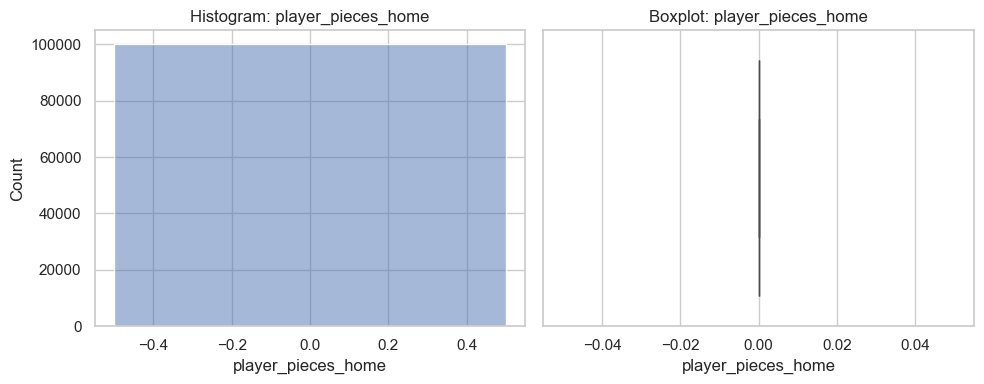 Histogram: player_pieces_home
Count
100000
80000
60000
40000
20000
0
−0.4 −0.2 0.0 0.2 0.4
player_pieces_home
Boxplot: player_pieces_home
−0.04 −0.02 0.00 0.02 0.04
player_pieces_home